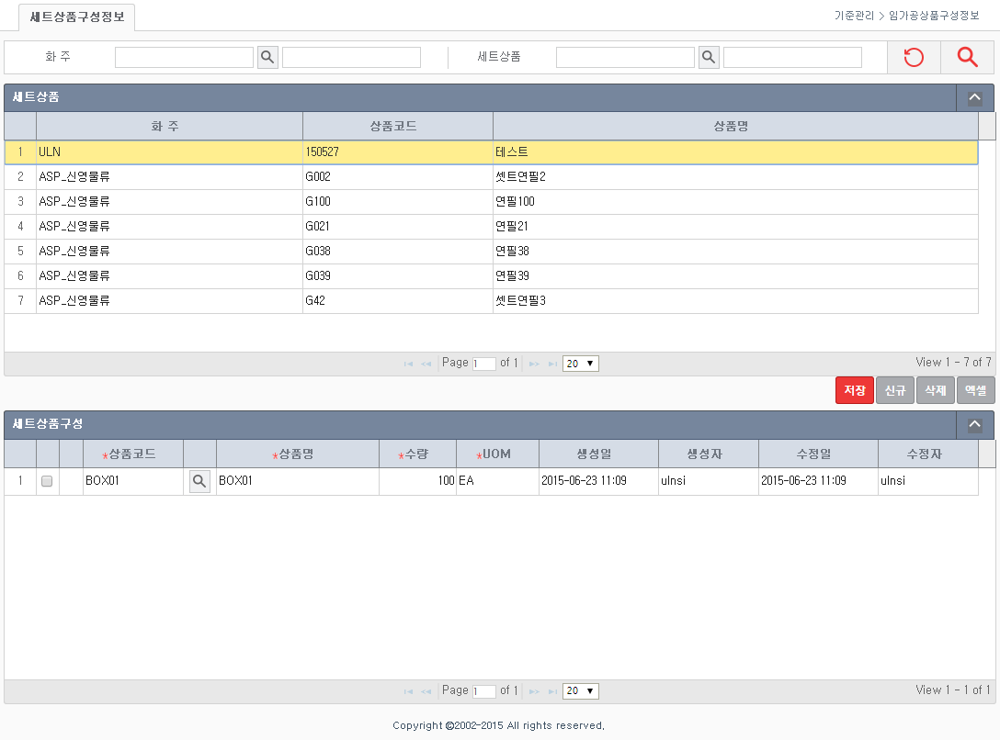 세트상품구성정보
기준관리 > 임가공상품구성정보
화 주 세트상품
세트상품
화 주 상품코드 상품명
1 ULN 150527 테스트
2 ASP_신영물류 G002 셋트연필2
3 ASP_신영물류 G100 연필100
4 ASP_신영물류 G021 연필21
5 ASP_신영물류 G038 연필38
6 ASP_신영물류 G039 연필39
7 ASP_신영물류 G42 셋트연필3
Page 1 of 1 20 View 1 - 7 of 7
저장 신규 삭제 엑셀
세트상품구성
*상품코드 *상품명 *수량 *UOM 생성일 생성자 수정일 수정자
1 BOX01 BOX01 100 EA 2015-06-23 11:09 ulnsi 2015-06-23 11:09 ulnsi
Page 1 of 1 20 View 1 - 1 of 1
Copyright ©2002-2015 All rights reserved.